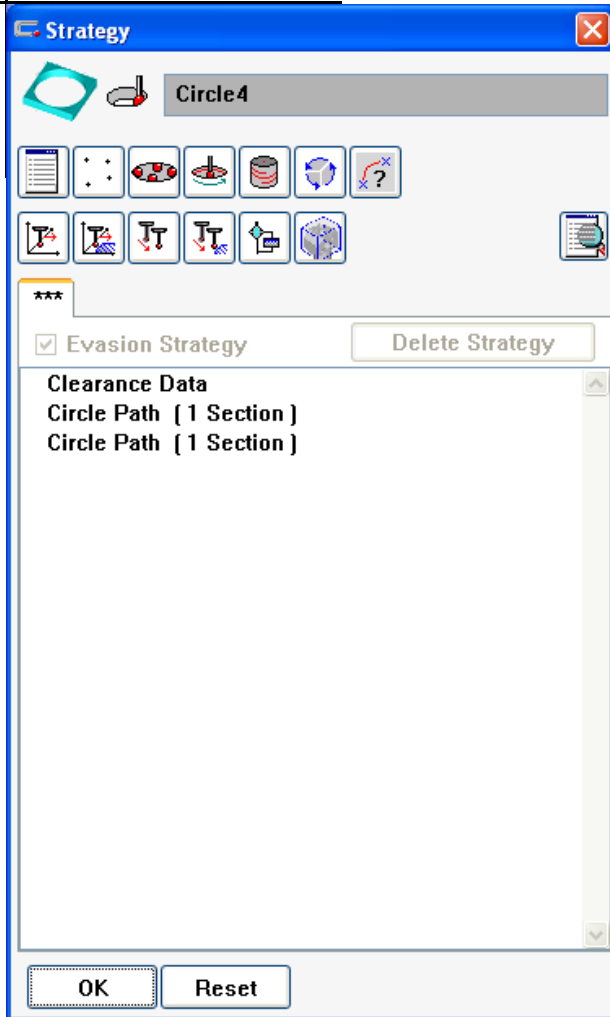 Strategy
Circle4
?
***
Evasion Strategy
Delete Strategy
Clearance Data
Circle Path ( 1 Section )
Circle Path ( 1 Section )
OK
Reset